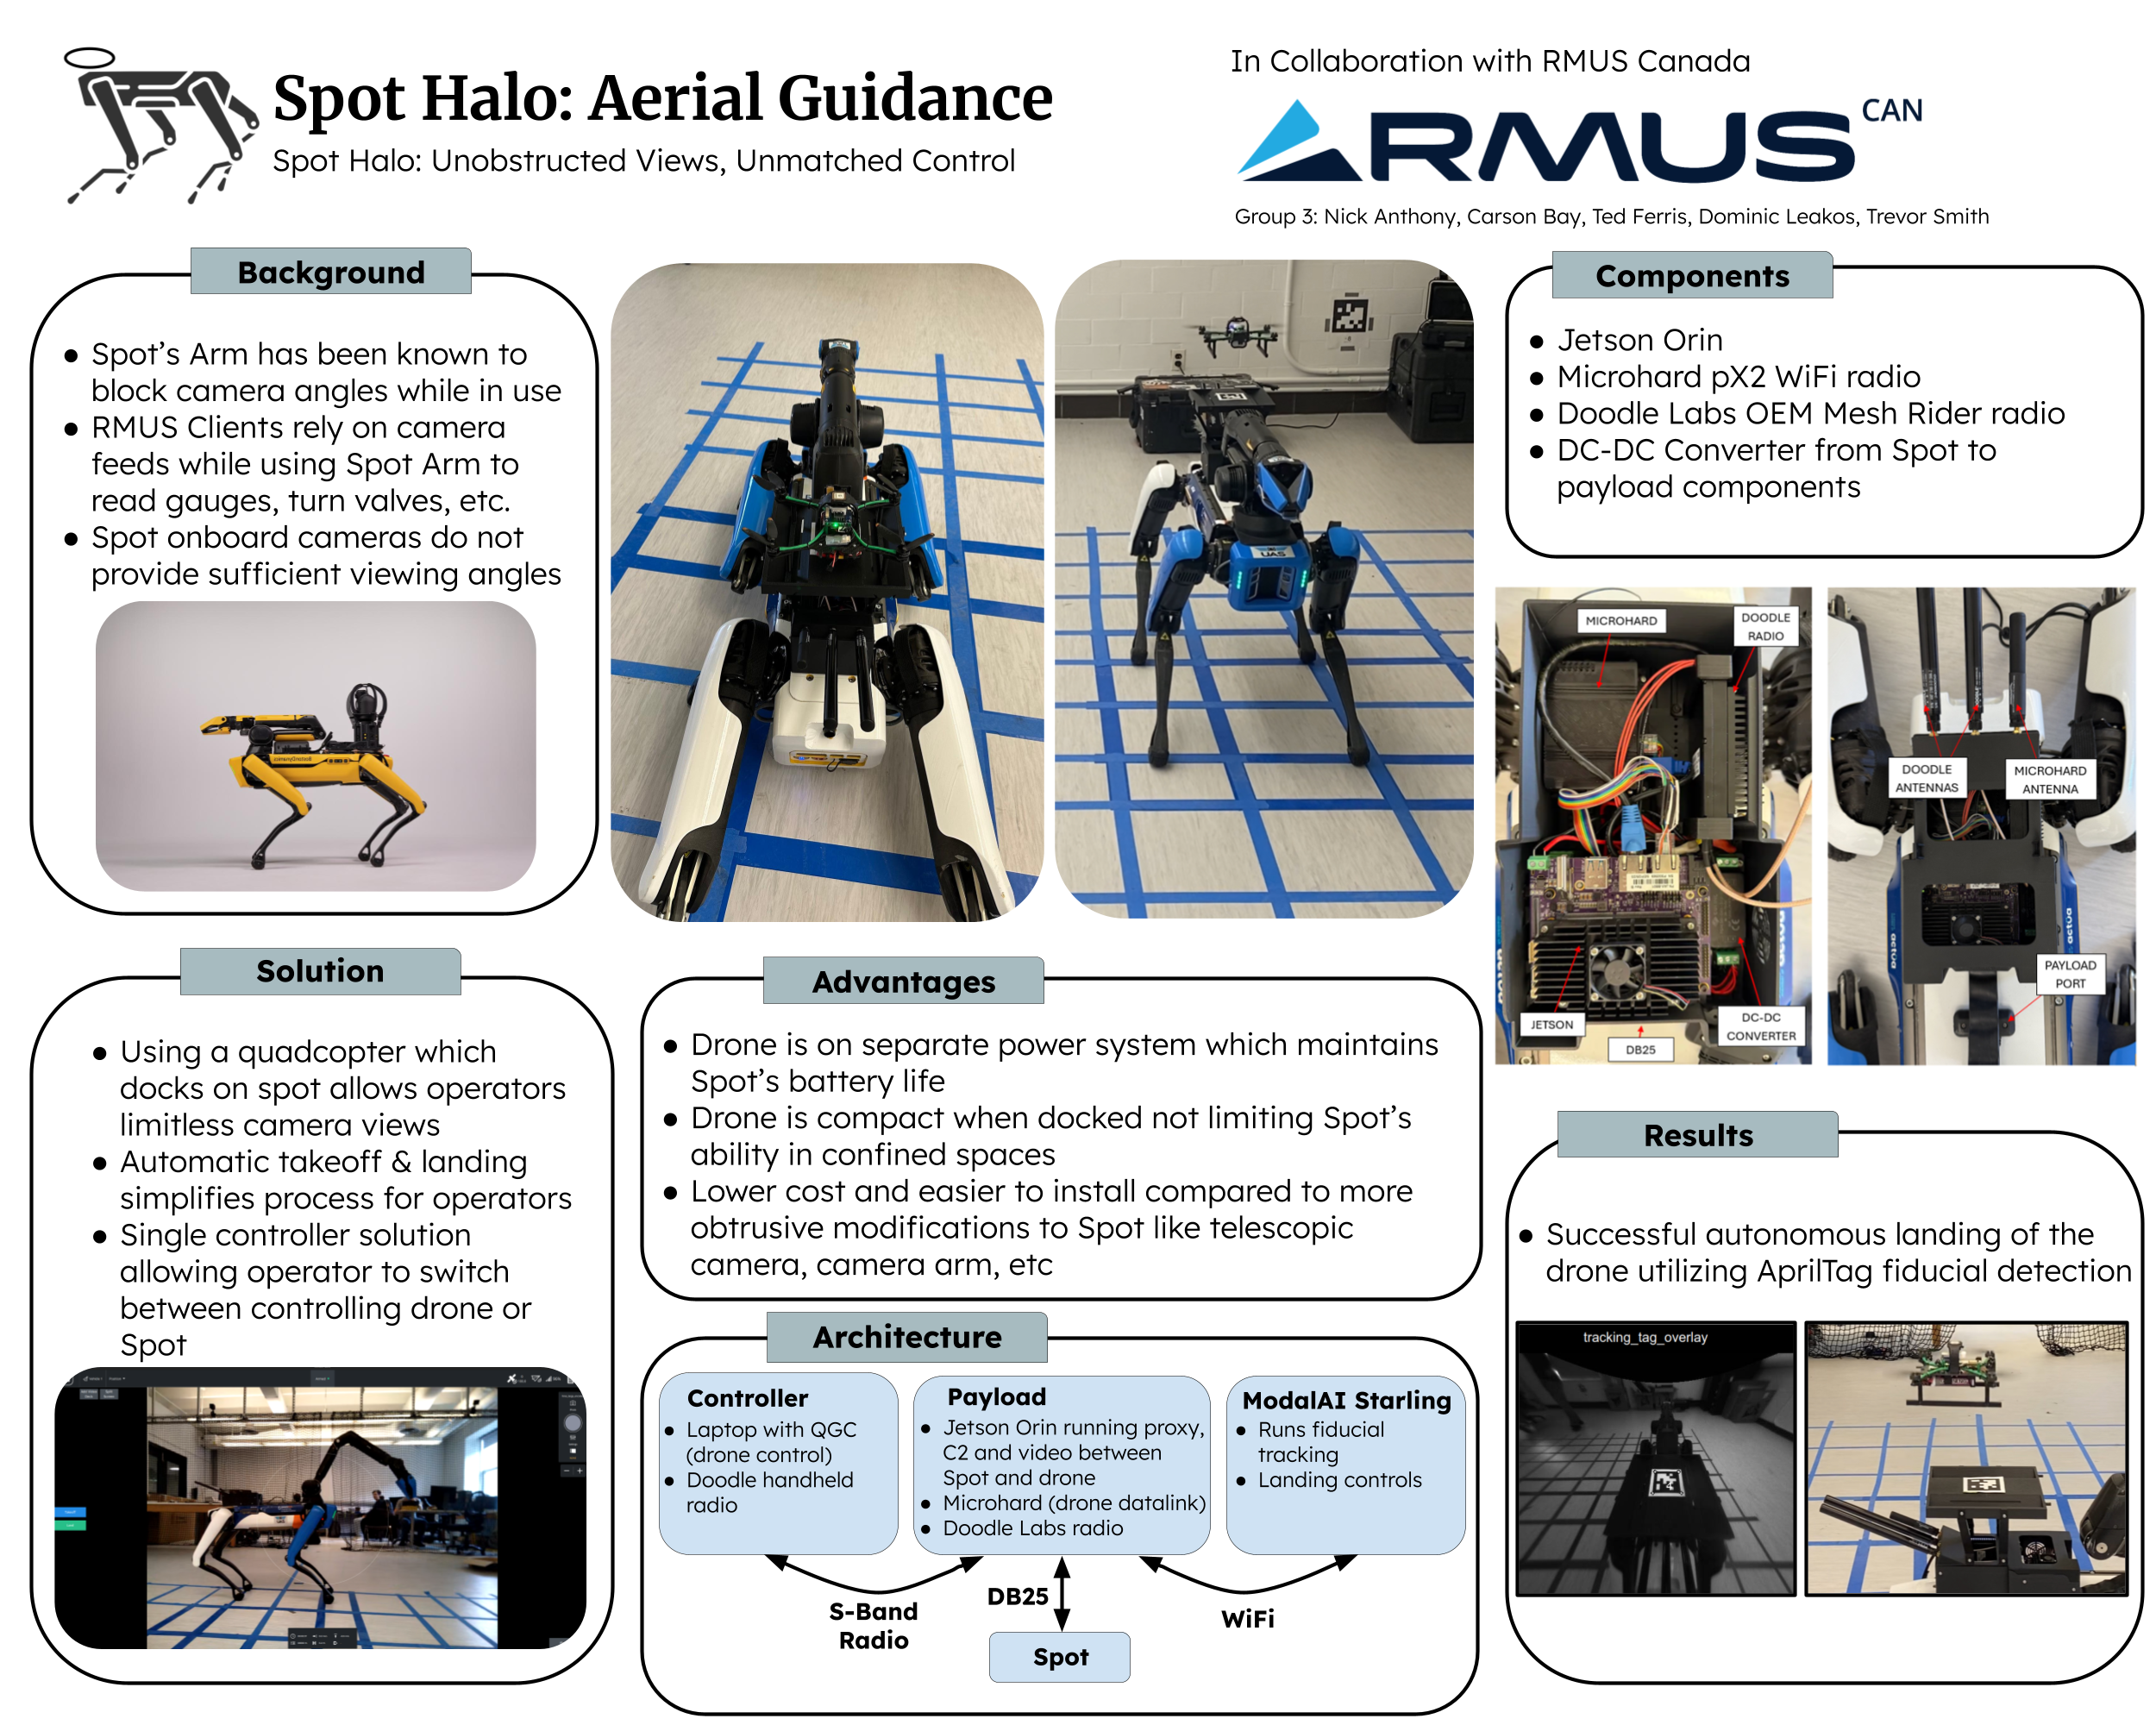 Spot Halo: Aerial Guidance
Spot Halo: Unobstructed Views, Unmatched Control
In Collaboration with RMUS Canada
RMUS CAN
Group 3: Nick Anthony, Carson Bay, Ted Ferris, Dominic Leakos, Trevor Smith
Background
● Spot's Arm has been known to
block camera angles while in use
● RMUS Clients rely on camera
feeds while using Spot Arm to
read gauges, turn valves, etc.
● Spot onboard cameras do not
provide sufficient viewing angles
UAS
Components
● Jetson Orin
● Microhard pX2 WiFi radio
● Doodle Labs OEM Mesh Rider radio
● DC-DC Converter from Spot to
payload components
MICROHARD
DOODLE
RADIO
JETSON
DB25
DC-DC
CONVERTER
DOODLE
ANTENNAS
MICROHARD
ANTENNA
PAYLOAD
PORT
Solution
● Using a quadcopter which
docks on spot allows operators
limitless camera views
● Automatic takeoff & landing
simplifies process for operators
● Single controller solution
allowing operator to switch
between controlling drone or
Spot
Advantages
● Drone is on separate power system which maintains
Spot's battery life
● Drone is compact when docked not limiting Spot's
ability in confined spaces
● Lower cost and easier to install compared to more
obtrusive modifications to Spot like telescopic
camera, camera arm, etc
Architecture
Controller
● Laptop with QGC
(drone control)
● Doodle handheld
radio
Payload
● Jetson Orin running proxy,
C2 and video between
Spot and drone
● Microhard (drone datalink)
● Doodle Labs radio
ModalAI Starling
● Runs fiducial
tracking
● Landing controls
S-Band
Radio
DB25
WiFi
Spot
Results
● Successful autonomous landing of the
drone utilizing AprilTag fiducial detection
tracking_tag_overlay